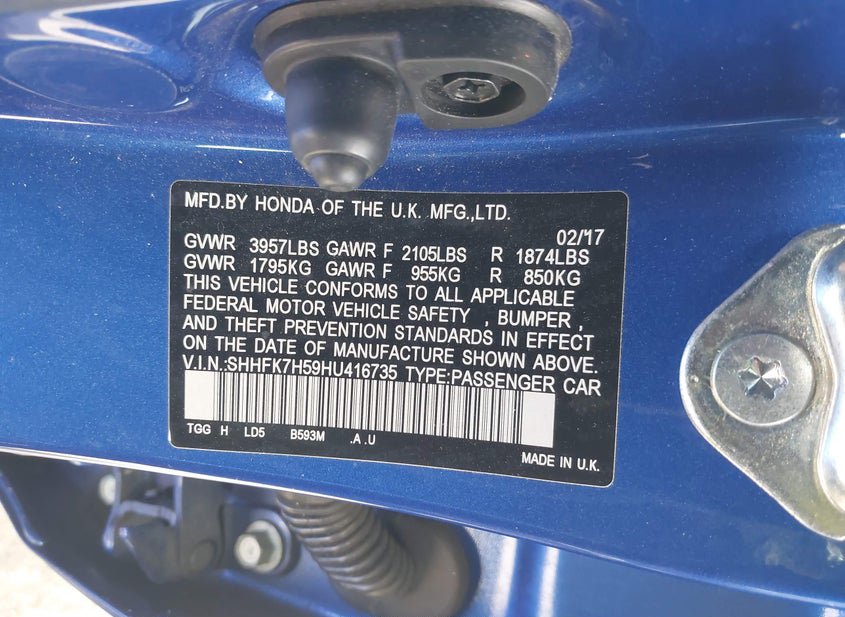 MFD.BY HONDA OF THE U.K. MFG.,LTD.
02/17
GVWR 3957LBS GAWR F 2105LBS R 1874LBS
GVWR 1795KG GAWR F 955KG R 850KG
THIS VEHICLE CONFORMS TO ALL APPLICABLE
FEDERAL MOTOR VEHICLE SAFETY , BUMPER ,
AND THEFT PREVENTION STANDARDS IN EFFECT
ON THE DATE OF MANUFACTURE SHOWN ABOVE.
V.I.N.:SHHFK7H59HU416735 TYPE:PASSENGER CAR
TGG H LD5 B593M .A .U
MADE IN U.K.